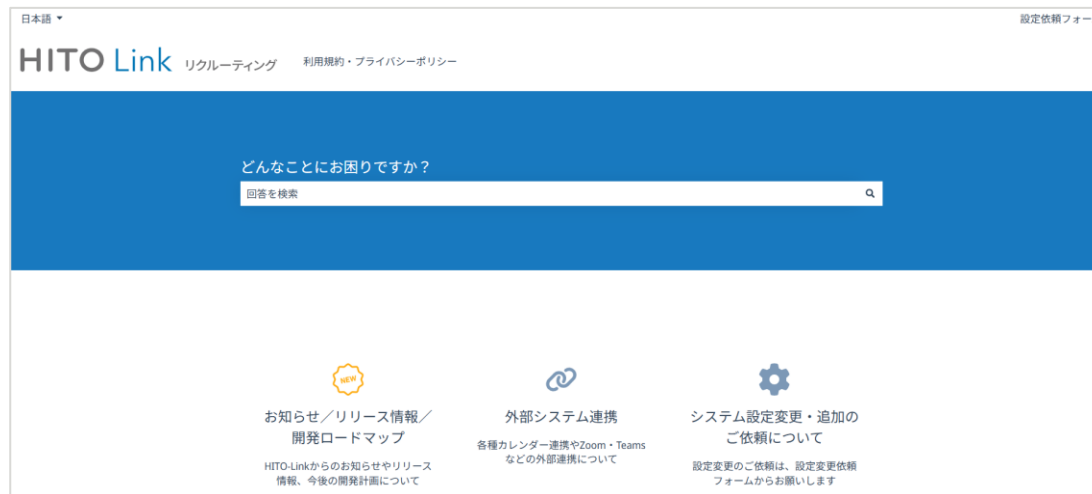 日本語
設定依頼フォー
HITO Link リクルーティング 利用規約・プライバシーポリシー
どんなことにお困りですか？
回答を検索
NEW
お知らせ／リリース情報／
開発ロードマップ
HITO-Linkからのお知らせやリリース
情報、今後の開発計画について
外部システム連携
各種カレンダー連携やZoom・Teams
などの外部連携について
システム設定変更・追加の
ご依頼について
設定変更のご依頼は、設定変更依頼
フォームからお願いします